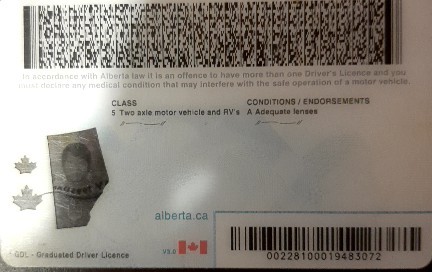 In accordance with Alberta law it is an offence to have more than one Driver's Licence and you
must declare any medical condition that may interfere with the safe operation of a motor vehicle.
CLASS CONDITIONS / ENDORSEMENTS
5 Two axle motor vehicle and RV's A Adequate lenses
alberta.ca
GDL - Graduated Driver Licence V3.0
00228100019483072